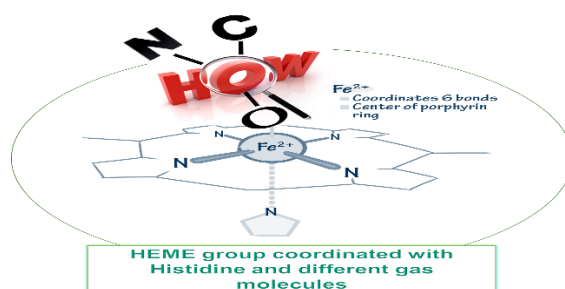 N C
HOW
O
Fe2+
Coordinates 6 bonds
Center of porphyrin
ring
N N
Fe2+
N N
N
HEME group coordinated with
Histidine and different gas
molecules